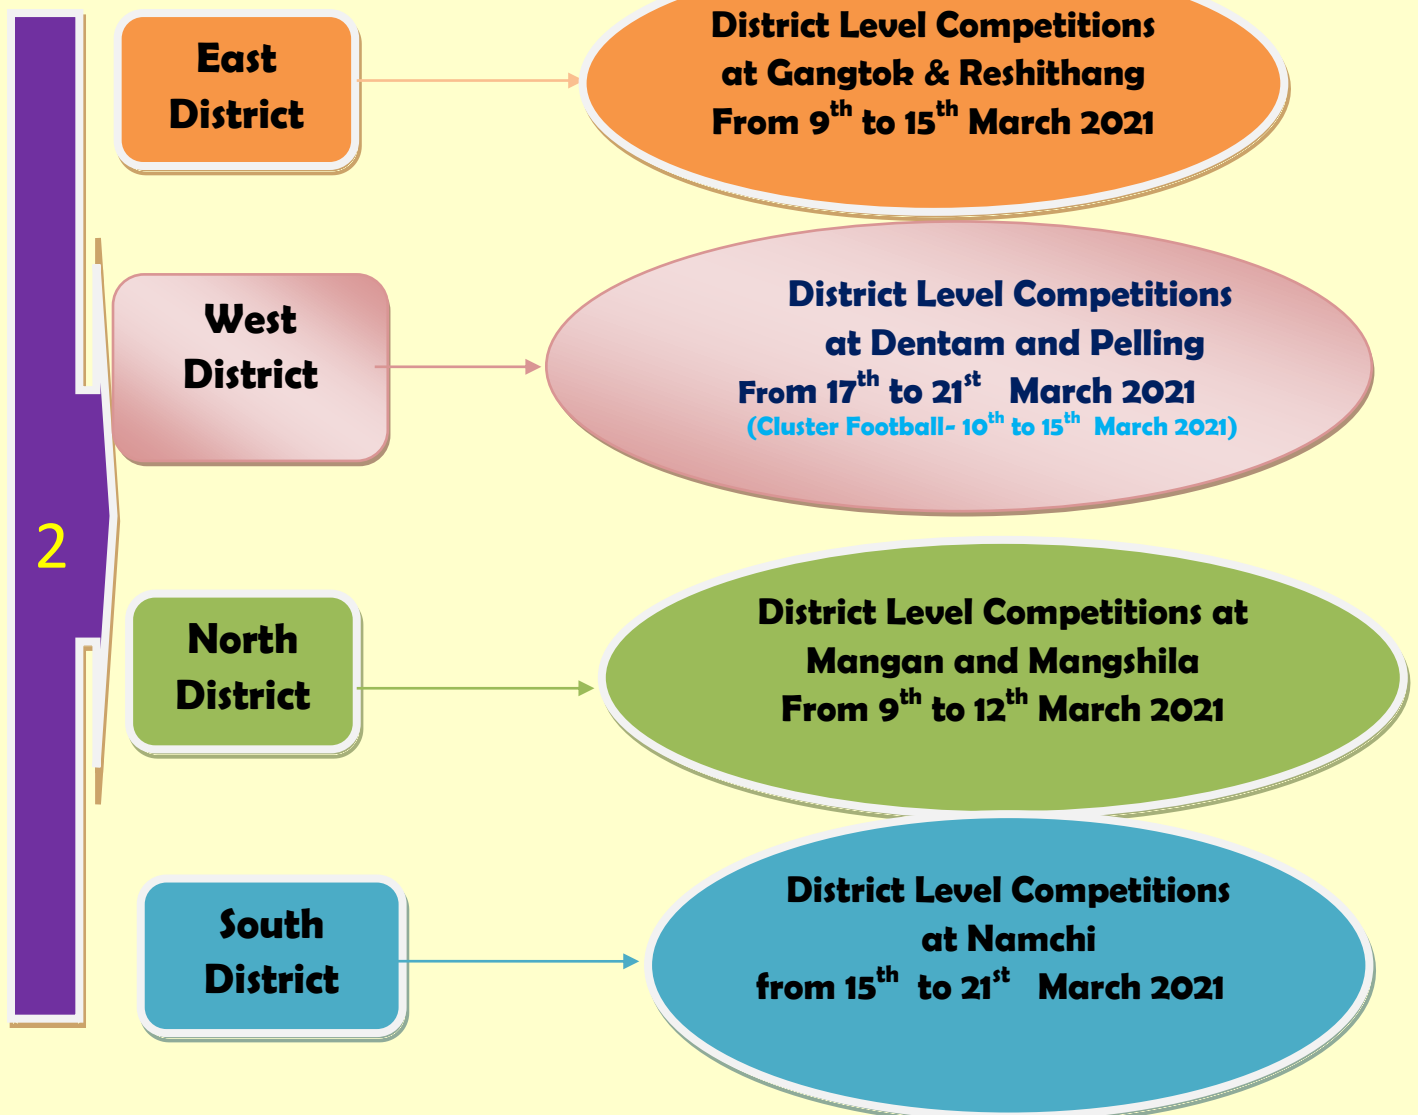 East
District
District Level Competitions
at Gangtok & Reshithang
From 9th to 15th March 2021
West
District
District Level Competitions
at Dentam and Pelling
From 17th to 21st March 2021
(Cluster Football- 10th to 15th March 2021)
2
North
District
District Level Competitions at
Mangan and Mangshila
From 9th to 12th March 2021
South
District
District Level Competitions
at Namchi
from 15th to 21st March 2021